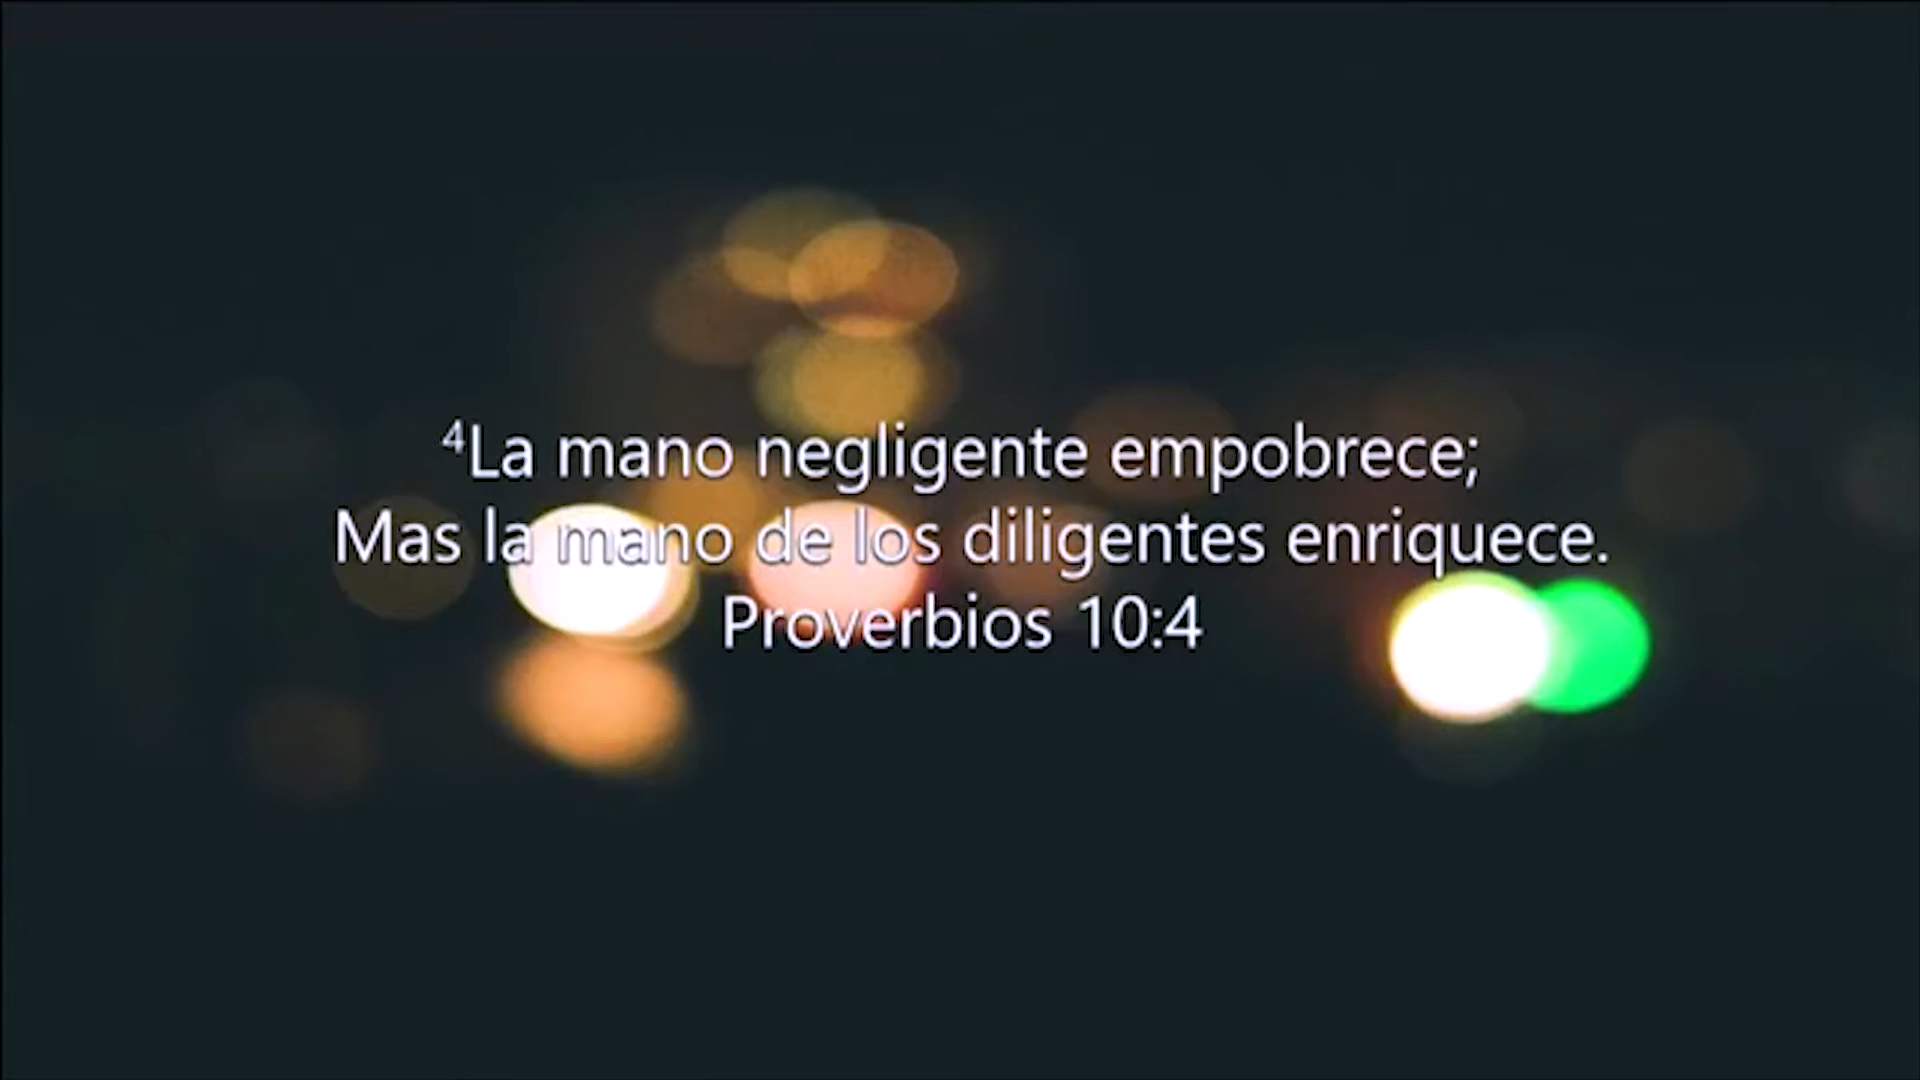 ⁴La mano negligente empobrece;
Mas la mano de los diligentes enriquece.
Proverbios 10:4